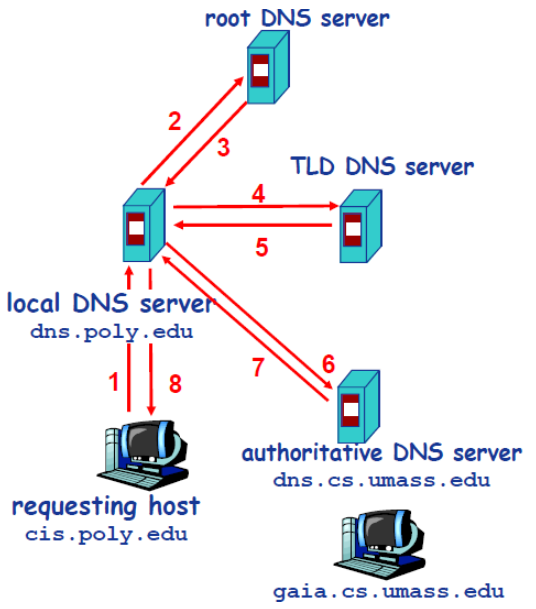 root DNS server
2
3
TLD DNS server
4
5
local DNS server
dns.poly.edu
6
7
1
8
authoritative DNS server
dns.cs.umass.edu
requesting host
cis.poly.edu
gaia.cs.umass.edu